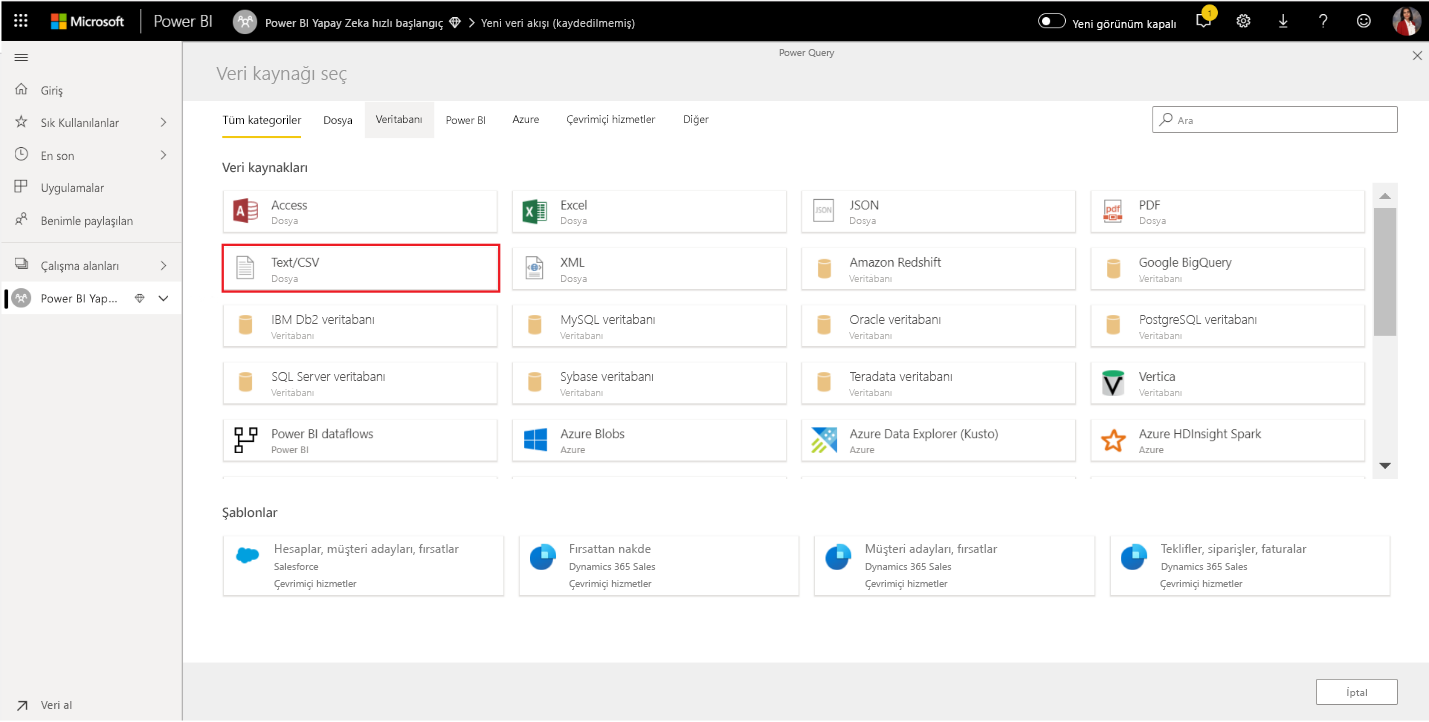 Microsoft Power BI Power BI Yapay Zeka hızlı başlangıç Yeni veri akışı (kaydedilmemiş) Yeni görünüm kapalı 1
Power Query
Veri kaynağı seç
Giriş
Sık Kullanılanlar
En son
Uygulamalar
Benimle paylaşılan
Çalışma alanları
Power BI Yap...
Veri al
Tüm kategoriler Dosya Veritabanı Power BI Azure Çevrimiçi hizmetler Diğer
Ara
Veri kaynakları
Access
Dosya
Excel
Dosya
JSON
JSON
Dosya
pdf
PDF
Dosya
Text/CSV
Dosya
XML
Dosya
Amazon Redshift
Veritabanı
Google BigQuery
Veritabanı
IBM Db2 veritabanı
Veritabanı
MySQL veritabanı
Veritabanı
Oracle veritabanı
Veritabanı
PostgreSQL veritabanı
Veritabanı
SQL Server veritabanı
Veritabanı
Sybase veritabanı
Veritabanı
Teradata veritabanı
Veritabanı
Vertica
Veritabanı
Power BI dataflows
Power BI
Azure Blobs
Azure
Azure Data Explorer (Kusto)
Azure
Azure HDInsight Spark
Azure
Şablonlar
Hesaplar, müşteri adayları, fırsatlar
Salesforce
Çevrimiçi hizmetler
Fırsattan nakde
Dynamics 365 Sales
Çevrimiçi hizmetler
Müşteri adayları, fırsatlar
Dynamics 365 Sales
Çevrimiçi hizmetler
Teklifler, siparişler, faturalar
Dynamics 365 Sales
Çevrimiçi hizmetler
İptal